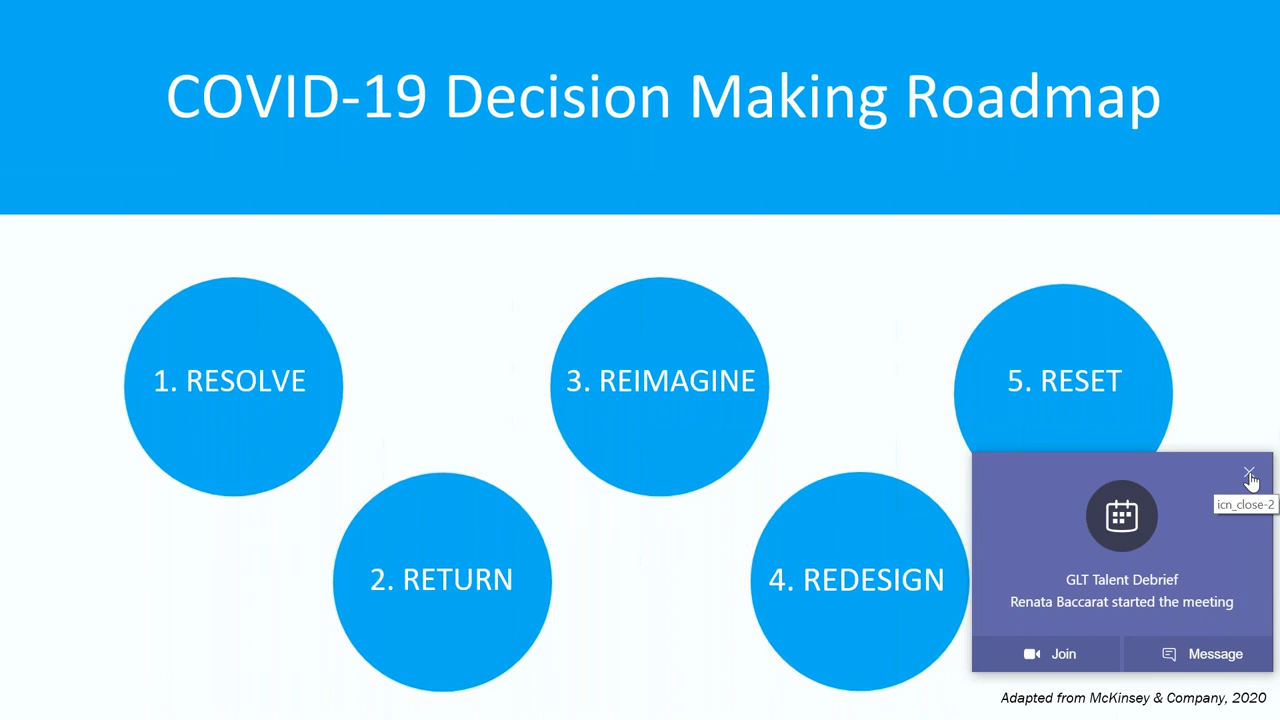 COVID-19 Decision Making Roadmap
1. RESOLVE
2. RETURN
3. REIMAGINE
4. REDESIGN
5. RESET
icn_close-2
GLT Talent Debrief
Renata Baccarat started the meeting
Join
Message
Adapted from McKinsey & Company, 2020